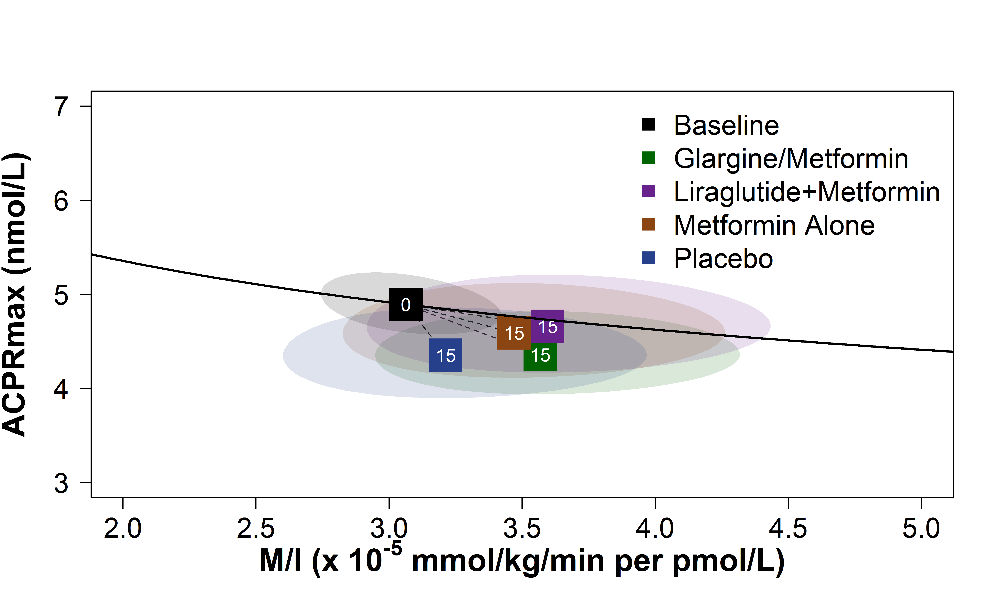 ACPRmax (nmol/L)
7
6
5
4
3
Baseline
Glargine/Metformin
Liraglutide+Metformin
Metformin Alone
Placebo
0
15
15
15
15
2.0 2.5 3.0 3.5 4.0 4.5 5.0
M/I (x 10⁻⁵ mmol/kg/min per pmol/L)